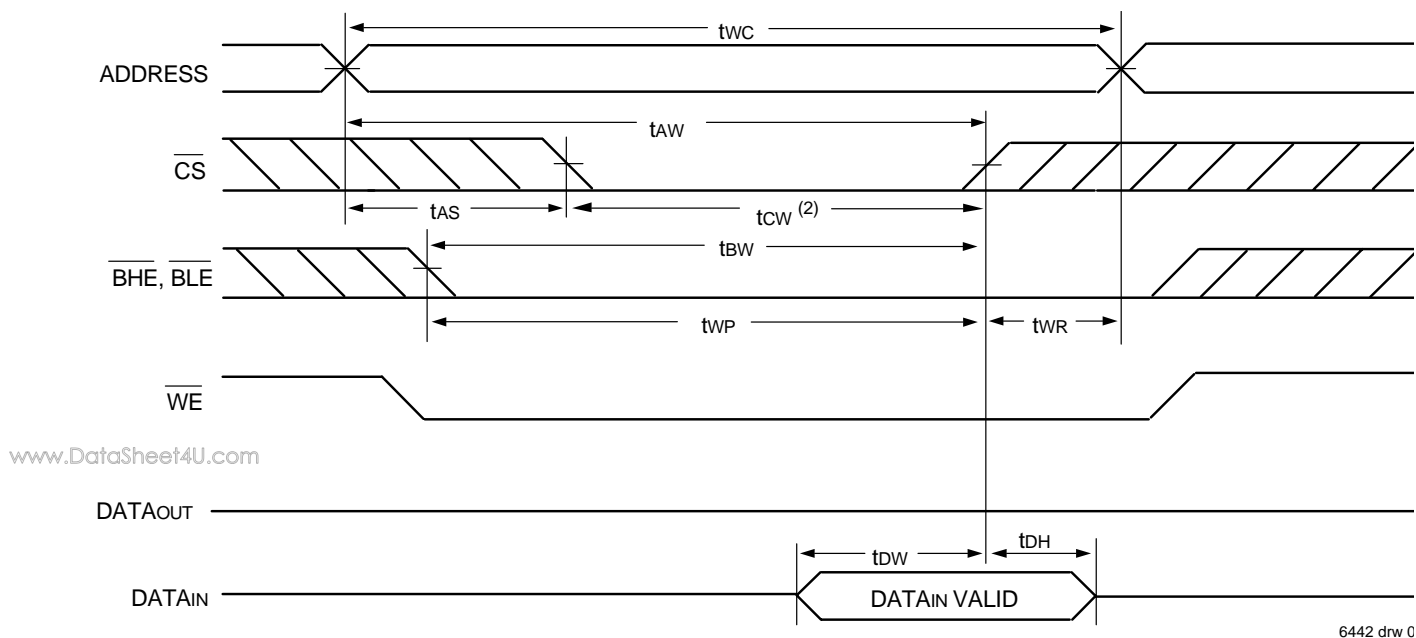 tWC
ADDRESS
tAW
CS
tAS
tCW (2)
tBW
BHE, BLE
tWP
tWR
WE
www.DataSheet4U.com
DATAOUT
tDW
tDH
DATAIN
DATAIN VALID
6442 drw 0